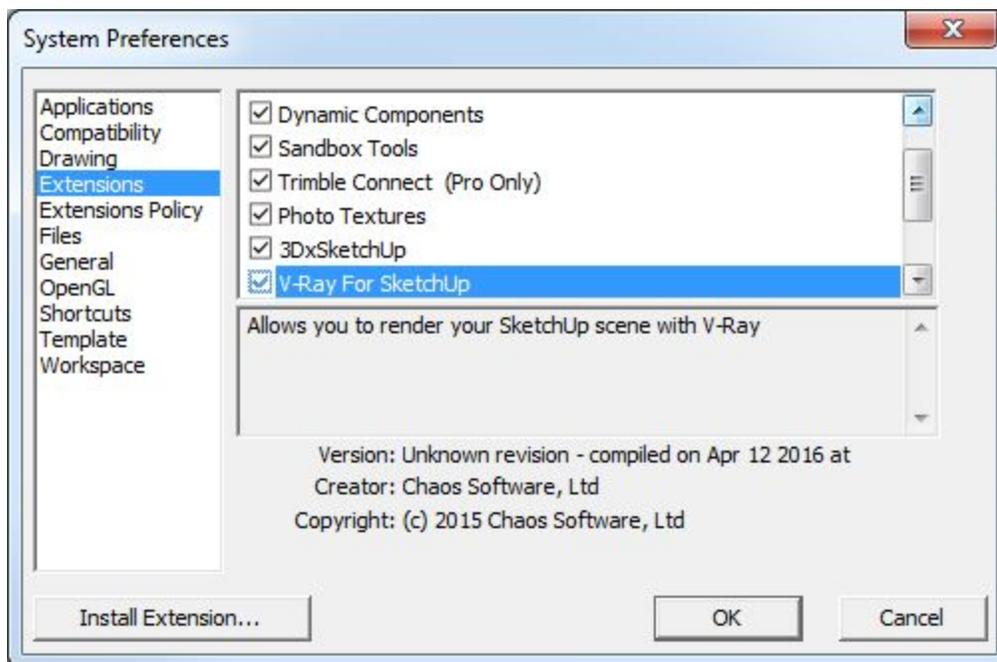 System Preferences
Applications
Compatibility
Drawing
Extensions
Extensions Policy
Files
General
OpenGL
Shortcuts
Template
Workspace
Dynamic Components
Sandbox Tools
Trimble Connect (Pro Only)
Photo Textures
3DxSketchUp
V-Ray For SketchUp
Allows you to render your SketchUp scene with V-Ray
Version: Unknown revision - compiled on Apr 12 2016 at
Creator: Chaos Software, Ltd
Copyright: (c) 2015 Chaos Software, Ltd
Install Extension...
OK
Cancel